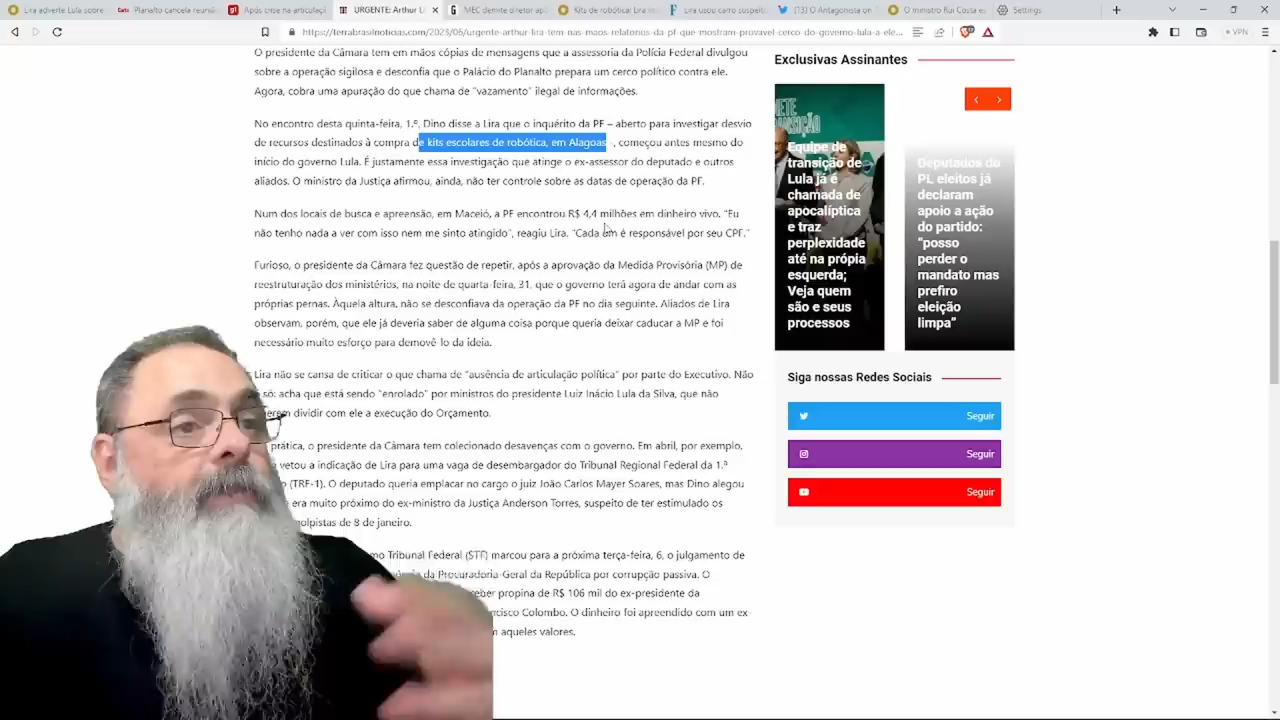 Lira adverte Lula sobre
Planalto cancela reuniã
Após crise na articulaçã
URGENTE: Arthur Li
MEC demite diretor apó
Kits de robótica: Lira rea
Lira usou carro suspeito
(13) O Antagonista on
O ministro Rui Costa es
Settings
https://terrabrasilnoticias.com/2023/06/urgente-arthur-lira-tem-nas-maos-relatorios-da-pf-que-mostram-provavel-cerco-do-governo-lula-a-ele...
VPN
O presidente da Câmara tem em mãos cópias de mensagens que a assessoria da Polícia Federal divulgou
sobre a operação sigilosa e desconfia que o Palácio do Planalto prepara um cerco político contra ele.
Agora, cobra uma apuração do que chama de “vazamento” ilegal de informações.
No encontro desta quinta-feira, 1.º, Dino disse a Lira que o inquérito da PF – aberto para investigar desvio
de recursos destinados à compra de kits escolares de robótica, em Alagoas –, começou antes mesmo do
início do governo Lula. É justamente essa investigação que atinge o ex-assessor do deputado e outros
aliados. O ministro da Justiça afirmou, ainda, não ter controle sobre as datas de operação da PF.
Num dos locais de busca e apreensão, em Maceió, a PF encontrou R$ 4,4 milhões em dinheiro vivo. “Eu
não tenho nada a ver com isso nem me sinto atingido”, reagiu Lira. “Cada um é responsável por seu CPF.”
Furioso, o presidente da Câmara fez questão de repetir, após a aprovação da Medida Provisória (MP) de
reestruturação dos ministérios, na noite de quarta-feira, 31, que o governo terá agora de andar com as
próprias pernas. Àquela altura, não se desconfiava da operação da PF no dia seguinte. Aliados de Lira
observam, porém, que ele já deveria saber de alguma coisa porque queria deixar caducar a MP e foi
necessário muito esforço para demovê-lo da ideia.
Lira não se cansa de criticar o que chama de “ausência de articulação política” por parte do Executivo. Não
só: acha que está sendo “enrolado” por ministros do presidente Luiz Inácio Lula da Silva, que não
erem dividir com ele a execução do Orçamento.
prática, o presidente da Câmara tem colecionado desavenças com o governo. Em abril, por exemplo,
vetou a indicação de Lira para uma vaga de desembargador do Tribunal Regional Federal da 1.ª
(TRF-1). O deputado queria emplacar no cargo o juiz João Carlos Mayer Soares, mas Dino alegou
era muito próximo do ex-ministro da Justiça Anderson Torres, suspeito de ter estimulado os
olpistas de 8 de janeiro.
mo Tribunal Federal (STF) marcou para a próxima terça-feira, 6, o julgamento de
ncia da Procuradoria-Geral da República por corrupção passiva. O
eber propina de R$ 106 mil do ex-presidente da
ncisco Colombo. O dinheiro foi apreendido com um ex-
m aqueles valores.
Exclusivas Assinantes
Equipe de
transição de
Lula já é
chamada de
apocalíptica
e traz
perplexidade
até na própia
esquerda;
Veja quem
são e seus
processos
Deputados do
PL eleitos já
declaram
apoio a ação
do partido:
“posso
perder o
mandato mas
prefiro
eleição
limpa”
Siga nossas Redes Sociais
Seguir
Seguir
Seguir